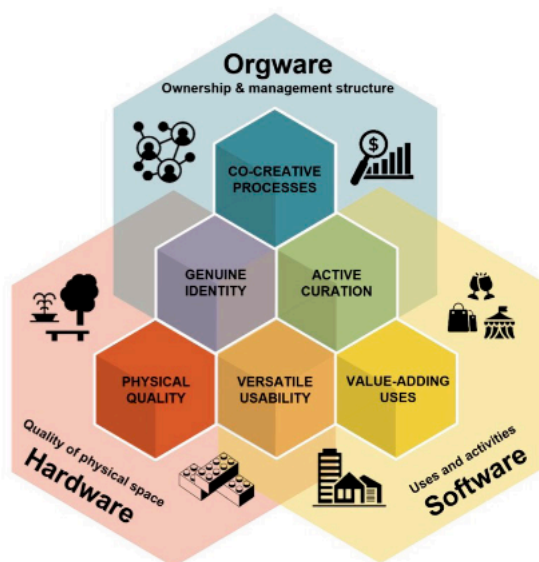 Orgware
Ownership & management structure
$
CO-CREATIVE
PROCESSES
GENUINE
IDENTITY
ACTIVE
CURATION
PHYSICAL
QUALITY
VERSATILE
USABILITY
VALUE-ADDING
USES
Quality of physical space
Hardware
Uses and activities
Software